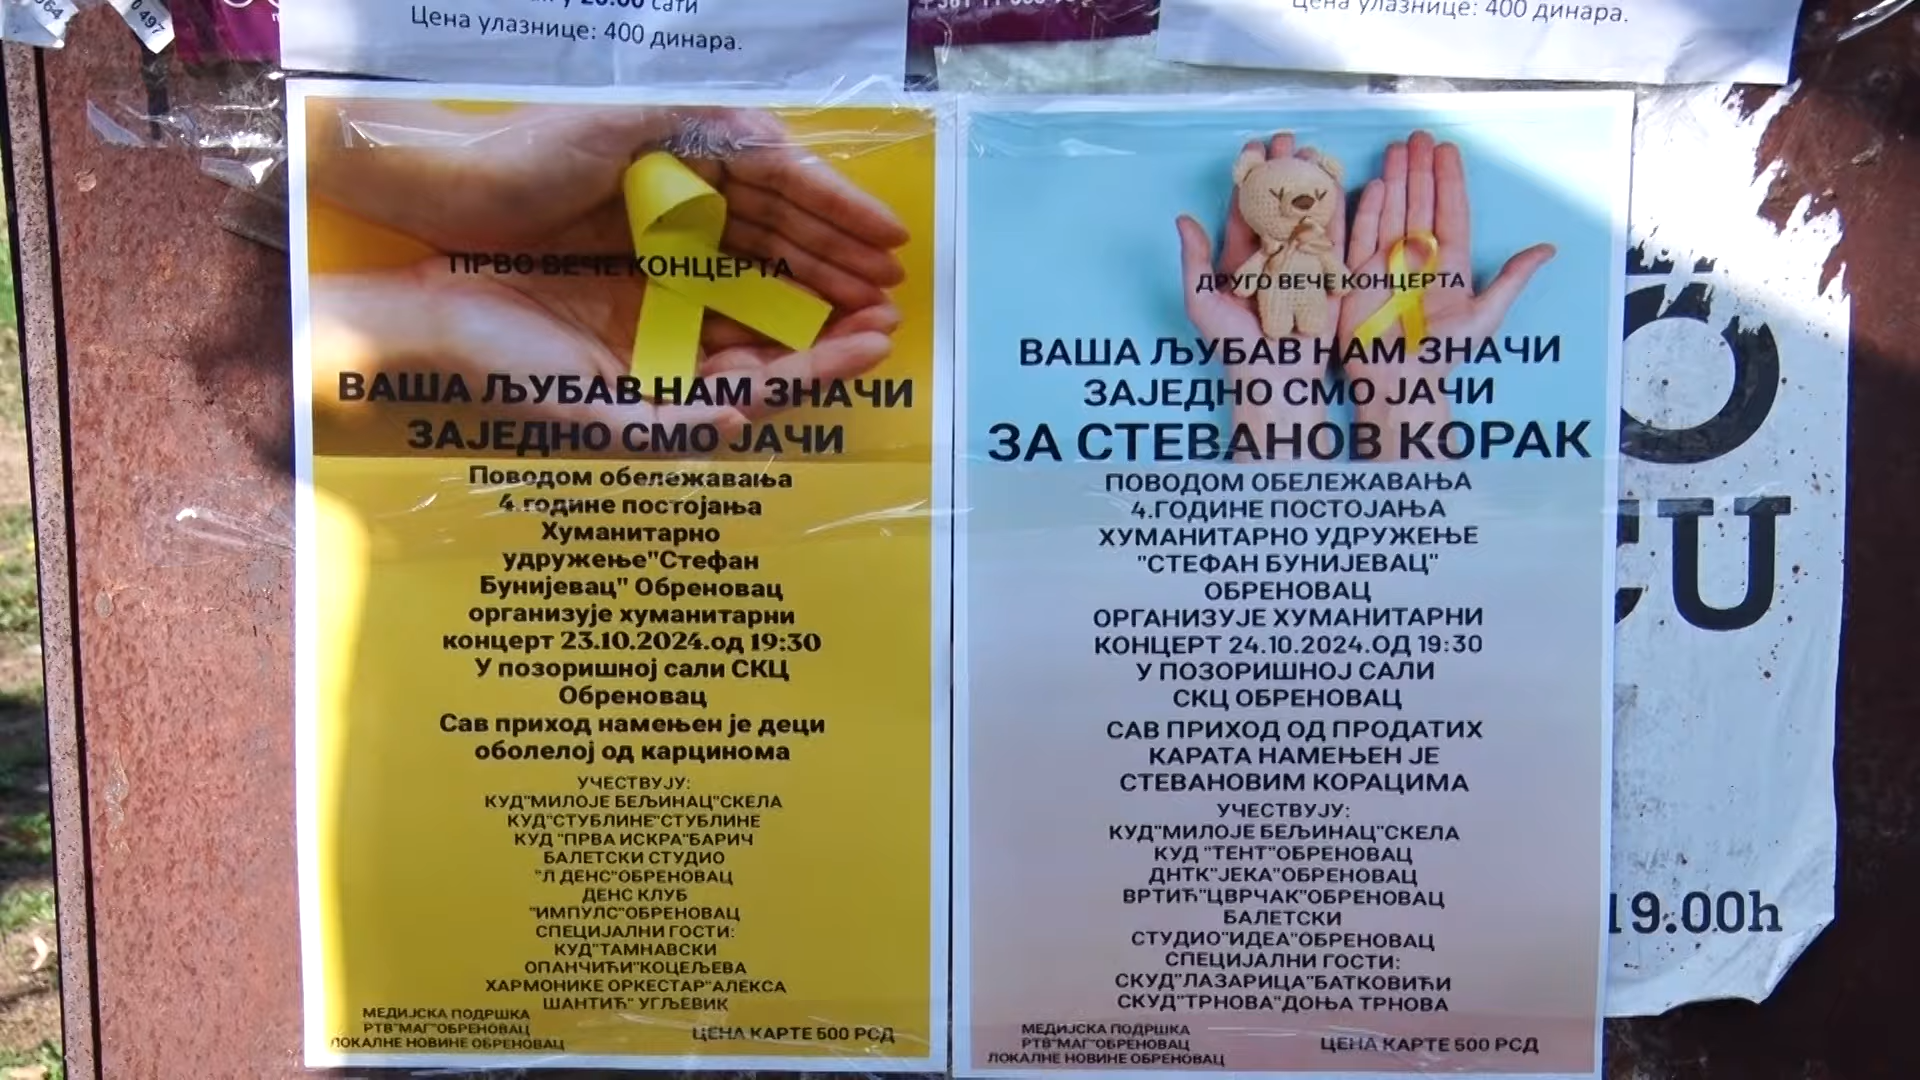 20:00 сати
Цена улазнице: 400 динара.
Цена улазнице: 400 динара.
ПРВО ВЕЧЕ КОНЦЕРТА
ВАША ЉУБАВ НАМ ЗНАЧИ
ЗАЈЕДНО СМО ЈАЧИ
Поводом обележавања
4.године постојања
Хуманитарно
удружење"Стефан
Бунијевац" Обреновац
организује хуманитарни
концерт 23.10.2024.од 19:30
У позоришној сали СКЦ
Обреновац
Сав приход намењен је деци
оболелој од карцинома
УЧЕСТВУЈУ:
КУД"МИЛОЈЕ БЕЉИНАЦ"СКЕЛА
КУД"СТУБЛИНЕ"СТУБЛИНЕ
КУД "ПРВА ИСКРА"БАРИЧ
БАЛЕТСКИ СТУДИО
"Л ДЕНС"ОБРЕНОВАЦ
ДЕНС КЛУБ
"ИМПУЛС"ОБРЕНОВАЦ
СПЕЦИЈАЛНИ ГОСТИ:
КУД"ТАМНАВСКИ
ОПАНЧИЋИ"КОЦЕЉЕВА
ХАРМОНИКЕ ОРКЕСТАР"АЛЕКСА
ШАНТИЋ" УГЉЕВИК
МЕДИЈСКА ПОДРШКА
РТВ"МАГ"ОБРЕНОВАЦ
ЛОКАЛНЕ НОВИНЕ ОБРЕНОВАЦ
ЦЕНА КАРТЕ 500 РСД
ДРУГО ВЕЧЕ КОНЦЕРТА
ВАША ЉУБАВ НАМ ЗНАЧИ
ЗАЈЕДНО СМО ЈАЧИ
ЗА СТЕВАНОВ КОРАК
ПОВОДОМ ОБЕЛЕЖАВАЊА
4.ГОДИНЕ ПОСТОЈАЊА
ХУМАНИТАРНО УДРУЖЕЊЕ
"СТЕФАН БУНИЈЕВАЦ"
ОБРЕНОВАЦ
ОРГАНИЗУЈЕ ХУМАНИТАРНИ
КОНЦЕРТ 24.10.2024.ОД 19:30
У ПОЗОРИШНОЈ САЛИ
СКЦ ОБРЕНОВАЦ
САВ ПРИХОД ОД ПРОДАТИХ
КАРАТА НАМЕЊЕН ЈЕ
СТЕВАНОВИМ КОРАЦИМА
УЧЕСТВУЈУ:
КУД"МИЛОЈЕ БЕЉИНАЦ"СКЕЛА
КУД "ТЕНТ"ОБРЕНОВАЦ
ДНТК"ЈЕКА"ОБРЕНОВАЦ
ВРТИЋ"ЦВРЧАК"ОБРЕНОВАЦ
БАЛЕТСКИ
СТУДИО"ИДЕА"ОБРЕНОВАЦ
СПЕЦИЈАЛНИ ГОСТИ:
СКУД"ЛАЗАРИЦА"БАТКОВИЋИ
СКУД"ТРНОВА"ДОЊА ТРНОВА
МЕДИЈСКА ПОДРШКА
РТВ"МАГ"ОБРЕНОВАЦ
ЛОКАЛНЕ НОВИНЕ ОБРЕНОВАЦ
ЦЕНА КАРТЕ 500 РСД
19.00h